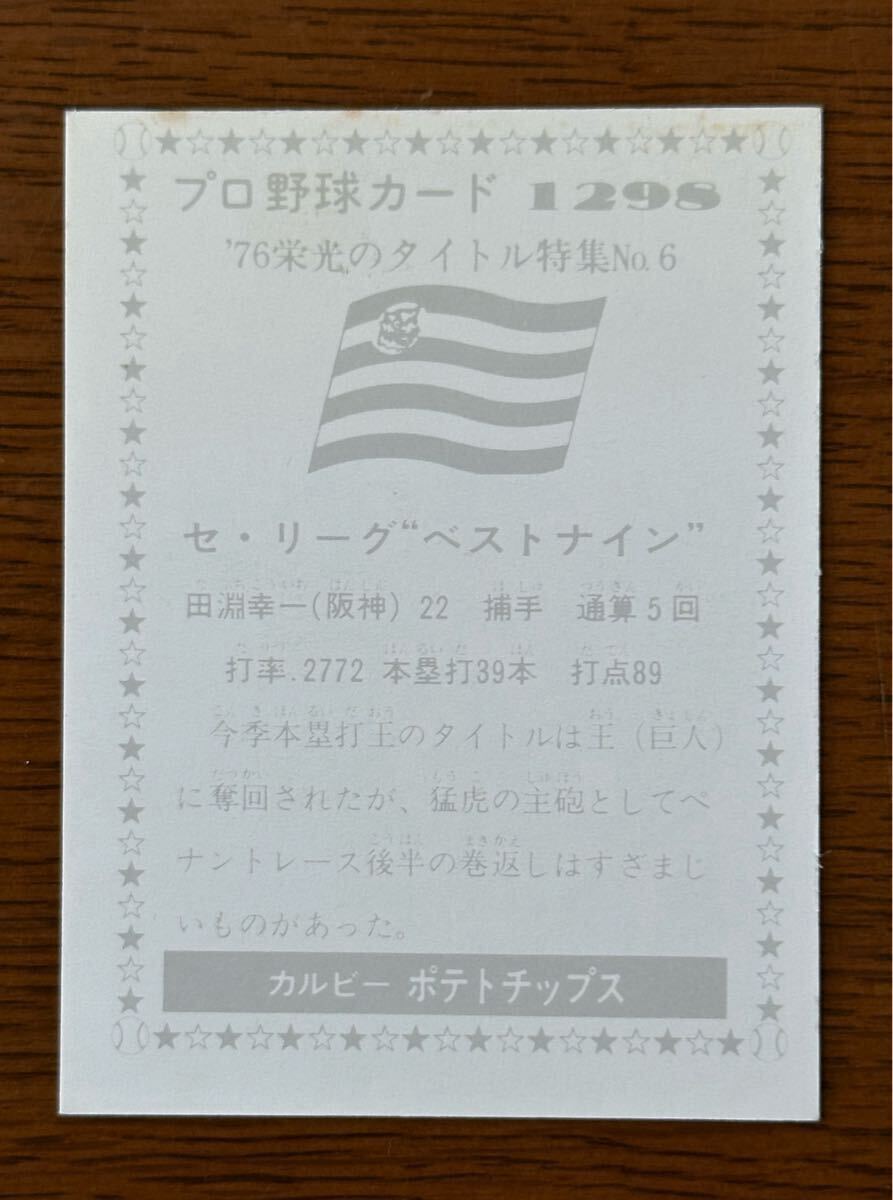 プロ野球カード 1298
'76栄光のタイトル特集No.6
セ・リーグ“ベストナイン”
田淵幸一(阪神) 22 捕手 通算5回
打率.2772 本塁打39本 打点89
今季本塁打王のタイトルは王(巨人)
に奪回されたが、猛虎の主砲としてペ
ナントレース後半の巻返しはすざまじ
いものがあった。
カルビー ポテトチップス